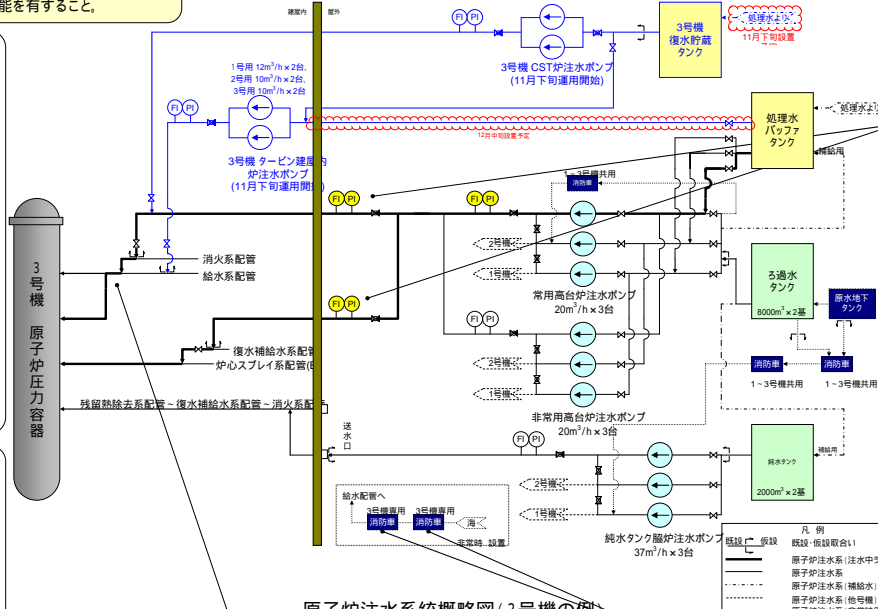 能を有すること。
建屋内
屋外
FI PI
3号機 CST炉注水ポンプ
(11月下旬運用開始)
3号機
復水貯蔵
タンク
処理水より
11月下旬設置
1号用 12m³/h×2台、
2号用 10m³/h×2台、
3号用 10m³/h×2台
FI PI
3号機 タービン建屋内
炉注水ポンプ
(11月下旬運用開始)
12月中旬設置予定
処理水
バッファ
タンク
処理水より
補給用
1~3号機共用
消防車
FI PI
FI PI
2号機
1号機
常用高台炉注水ポンプ
20m³/h×3台
3号機 原子炉圧力容器
消火系配管
給水系配管
FI PI
FI PI
2号機
1号機
非常用高台炉注水ポンプ
20m³/h×3台
ろ過水
タンク
8000m³×2基
原水地下
タンク
消防車
消防車
1~3号機共用
1~3号機共用
復水補給水系配管
炉心スプレイ系配管
残留熱除去系配管~復水補給水系配管~消火系配管
送水口
FI PI
2号機
1号機
純水タンク脇炉注水ポンプ
37m³/h×3台
補給用
純水タンク
2000m³×2基
給水配管へ
3号機専用
3号機専用
消防車
消防車
海
非常時、設置
凡 例
既設 仮設
既設・仮設取合い
原子炉注水系(注水中ラ
原子炉注水系
原子炉注水系(補給水)
原子炉注水系(他号機)
原子炉注水系統概略図(3号機の例)